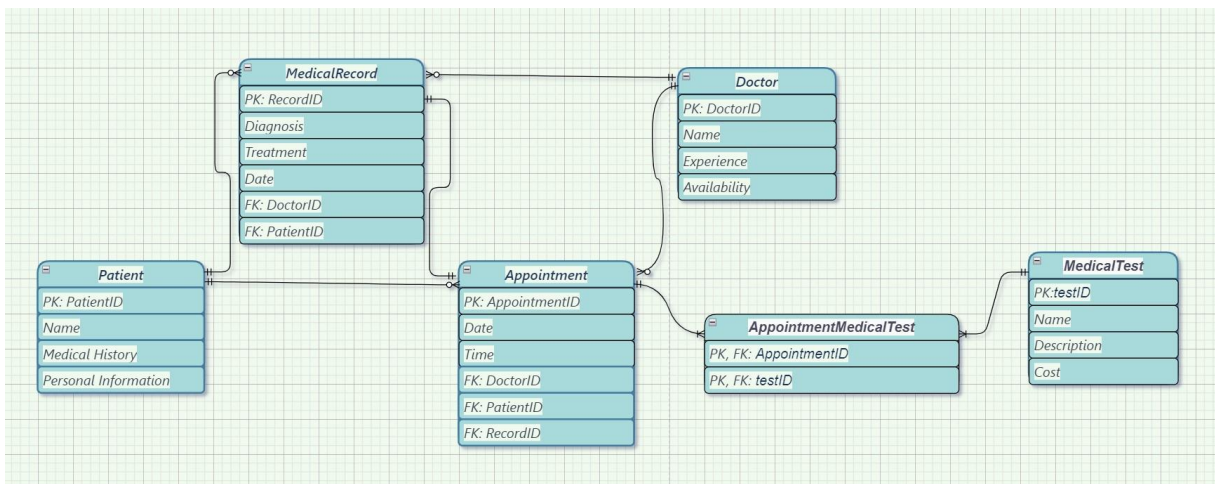 MedicalRecord
PK: RecordID
Diagnosis
Treatment
Date
FK: DoctorID
FK: PatientID
Doctor
PK: DoctorID
Name
Experience
Availability
Patient
PK: PatientID
Name
Medical History
Personal Information
Appointment
PK: AppointmentID
Date
Time
FK: DoctorID
FK: PatientID
FK: RecordID
AppointmentMedicalTest
PK, FK: AppointmentID
PK, FK: testID
MedicalTest
PK:testID
Name
Description
Cost